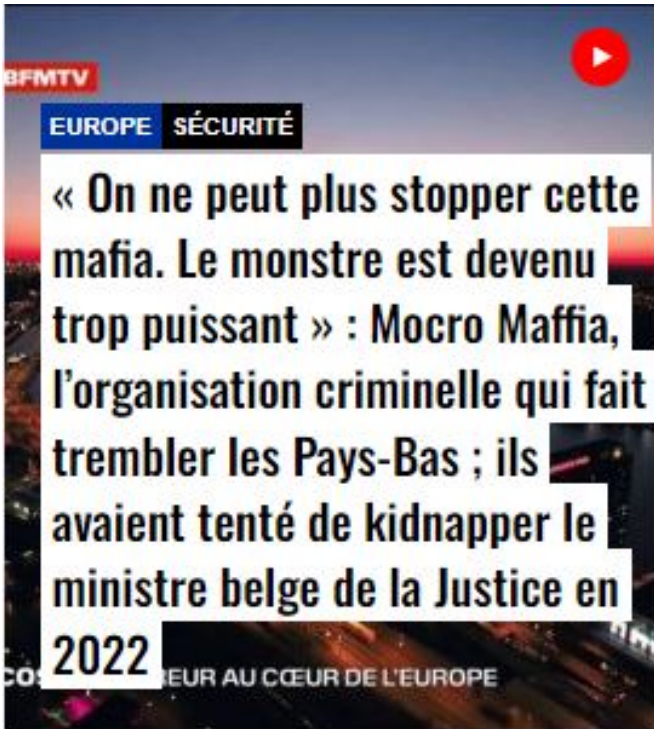 BFMTV
EUROPE SÉCURITÉ
« On ne peut plus stopper cette
mafia. Le monstre est devenu
trop puissant » : Mocro Maffia,
l’organisation criminelle qui fait
trembler les Pays-Bas ; ils
avaient tenté de kidnapper le
ministre belge de la Justice en
2022
AU CŒUR DE L'EUROPE